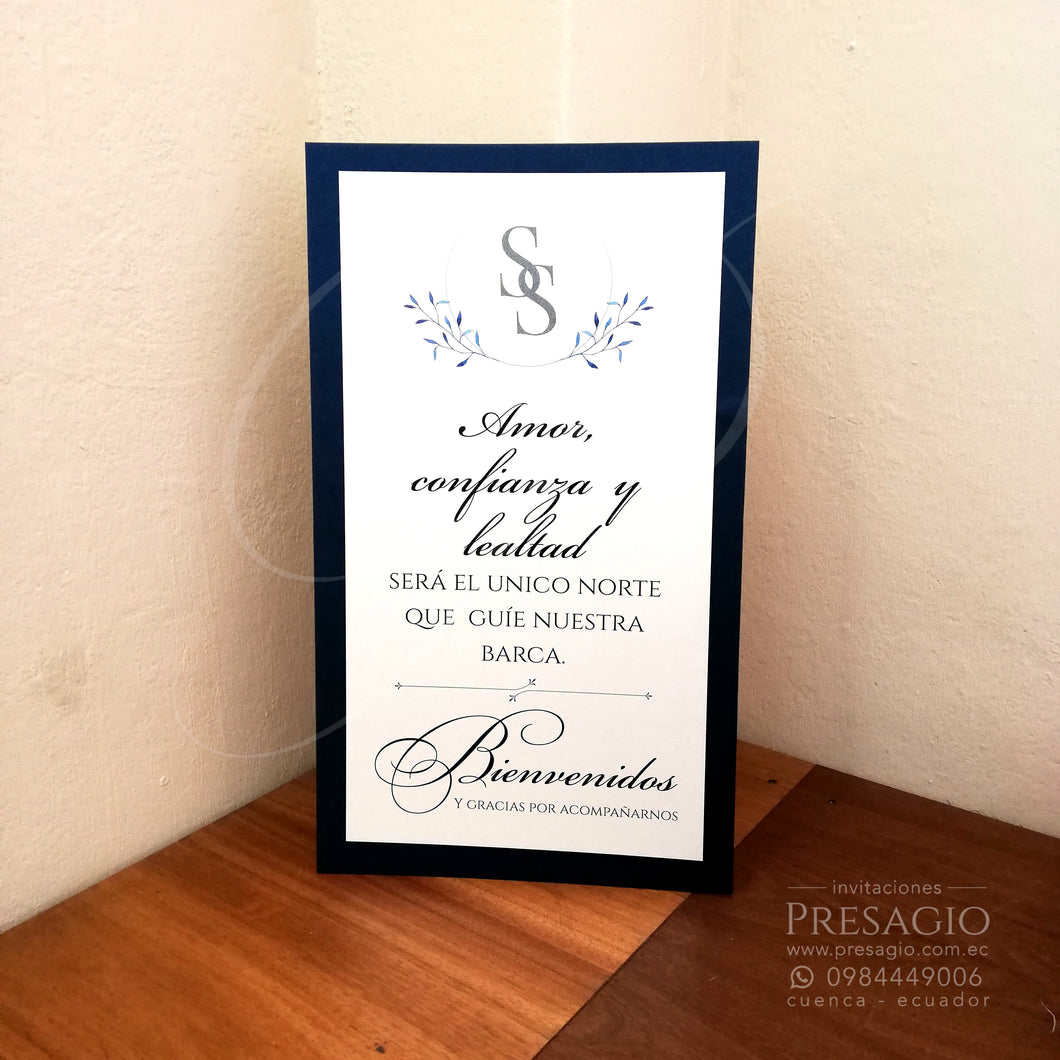 SS
Amor,
confianza y
lealtad
SERÁ EL UNICO NORTE
QUE GUÍE NUESTRA
BARCA.
Bienvenidos
Y GRACIAS POR ACOMPAÑARNOS
invitaciones
PRESAGIO
www.presagio.com.ec
0984449006
cuenca - ecuador